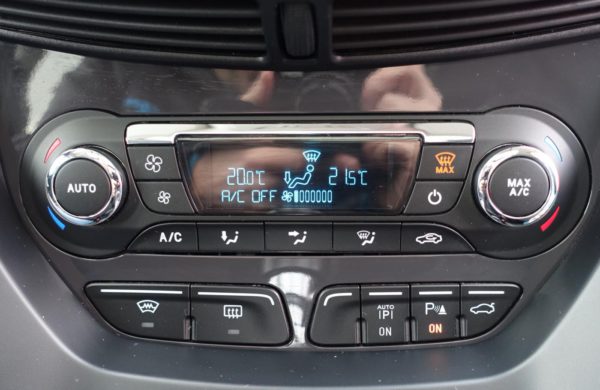 MAX
20.0°C 21.5°C
A/C OFF
AUTO
MAX
A/C
A/C
AUTO
P
ON
P
ON